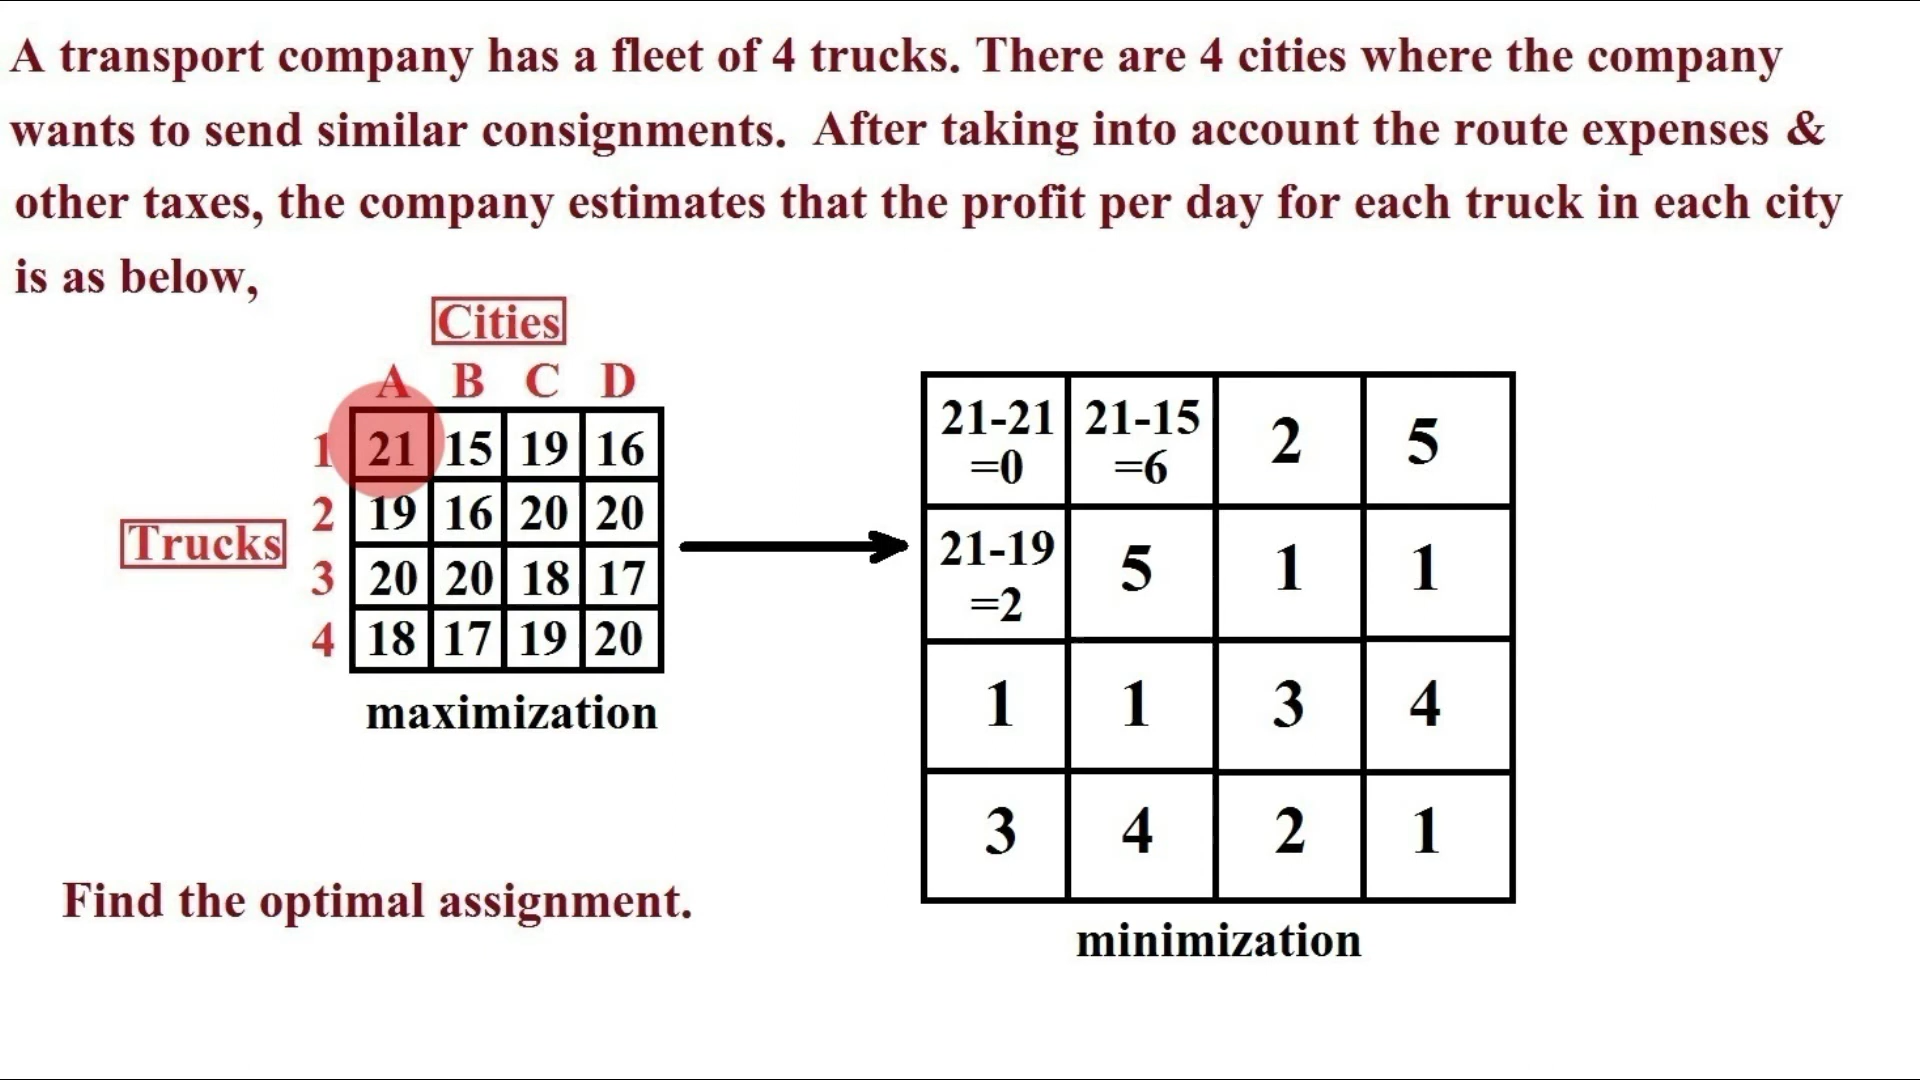 A transport company has a fleet of 4 trucks. There are 4 cities where the company
wants to send similar consignments. After taking into account the route expenses &
other taxes, the company estimates that the profit per day for each truck in each city
is as below,
Cities
A B C D
1 21 15 19 16
2 19 16 20 20
Trucks
3 20 20 18 17
4 18 17 19 20
maximization
21-21 21-15 2 5
=0 =6
21-19 5 1 1
=2
1 1 3 4
3 4 2 1
minimization
Find the optimal assignment.